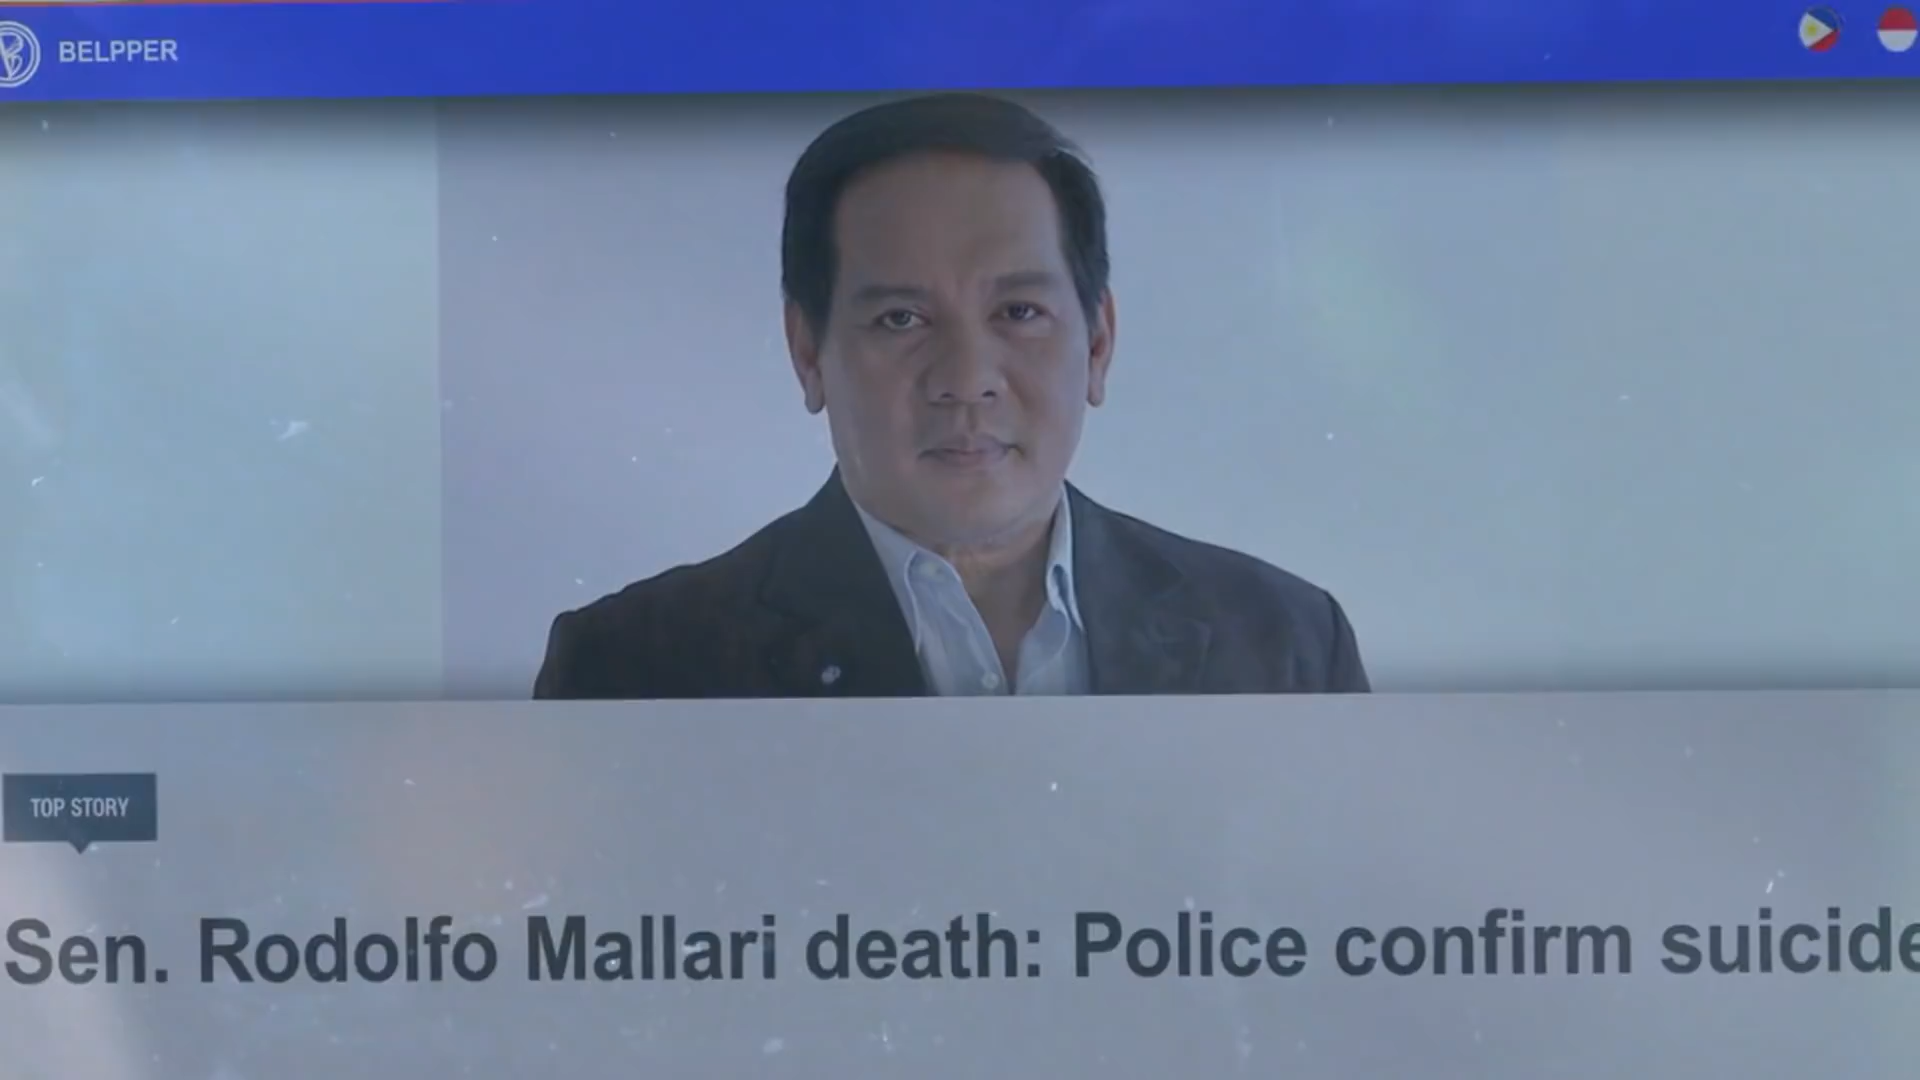 BELPPER
TOP STORY
Sen. Rodolfo Mallari death: Police confirm suicide